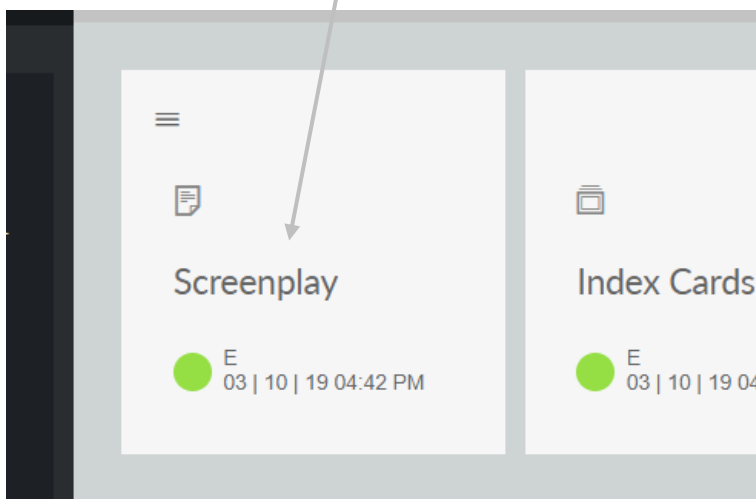 Screenplay
E
03 | 10 | 19 04:42 PM
Index Cards
E
03 | 10 | 19 04